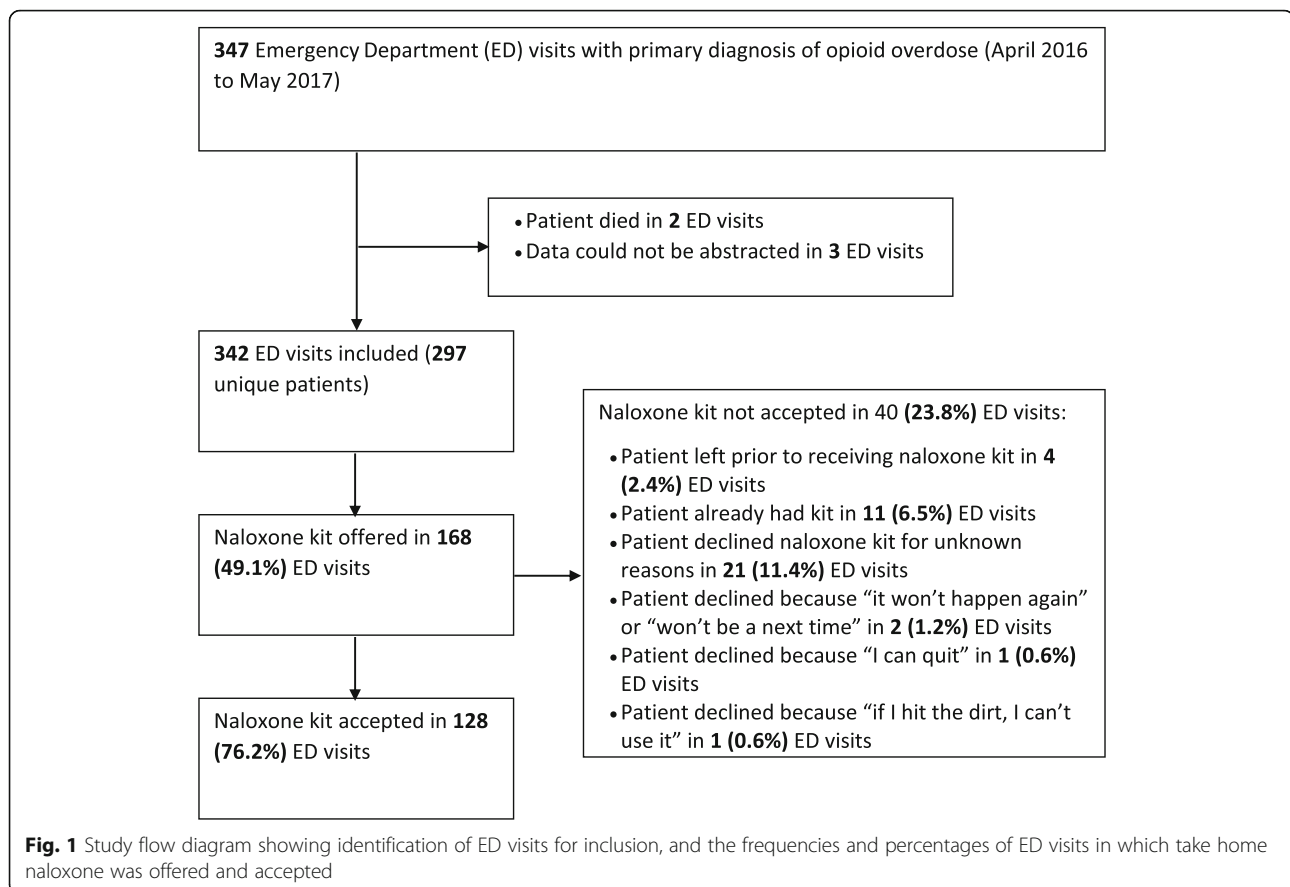 347 Emergency Department (ED) visits with primary diagnosis of opioid overdose (April 2016
to May 2017)
• Patient died in 2 ED visits
• Data could not be abstracted in 3 ED visits
342 ED visits included (297
unique patients)
Naloxone kit not accepted in 40 (23.8%) ED visits:
• Patient left prior to receiving naloxone kit in 4
(2.4%) ED visits
• Patient already had kit in 11 (6.5%) ED visits
• Patient declined naloxone kit for unknown
reasons in 21 (11.4%) ED visits
• Patient declined because “it won’t happen again”
or “won’t be a next time” in 2 (1.2%) ED visits
• Patient declined because “I can quit” in 1 (0.6%)
ED visits
• Patient declined because “if I hit the dirt, I can’t
use it” in 1 (0.6%) ED visits
Naloxone kit offered in 168
(49.1%) ED visits
Naloxone kit accepted in 128
(76.2%) ED visits
Fig. 1 Study flow diagram showing identification of ED visits for inclusion, and the frequencies and percentages of ED visits in which take home
naloxone was offered and accepted